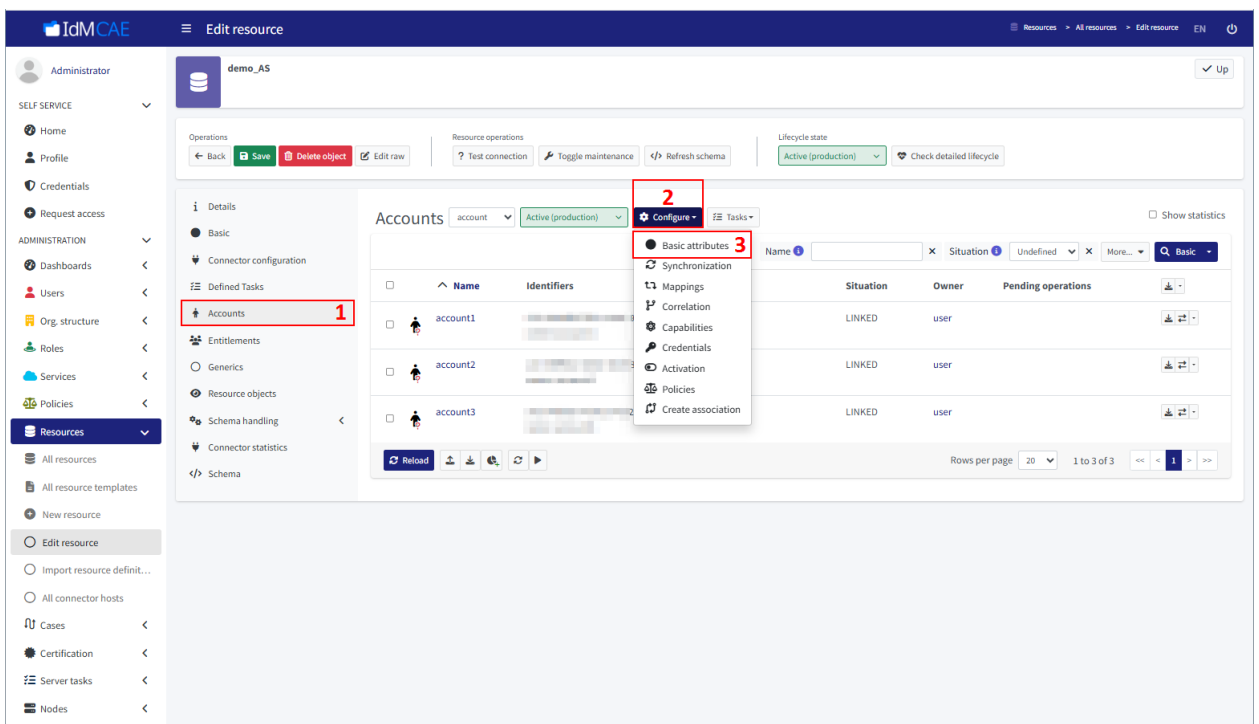 IdMCAE
Edit resource
Resources > All resources > Edit resource
EN
Administrator
SELF SERVICE
Home
Profile
Credentials
Request access
ADMINISTRATION
Dashboards
Users
Org. structure
Roles
Services
Policies
Resources
All resources
All resource templates
New resource
Edit resource
Import resource definit...
All connector hosts
Cases
Certification
Server tasks
Nodes
demo_AS
Up
Operations
Back
Save
Delete object
Edit raw
Resource operations
? Test connection
Toggle maintenance
</> Refresh schema
Lifecycle state
Active (production)
Check detailed lifecycle
Details
Basic
Connector configuration
Defined Tasks
Accounts 1
Entitlements
Generics
Resource objects
Schema handling
Connector statistics
</> Schema
Accounts
account
Active (production)
2
Configure
Tasks
Show statistics
Basic attributes 3
Synchronization
Mappings
Correlation
Capabilities
Credentials
Activation
Policies
Create association
Name
Situation
Undefined
More...
Basic
Name Identifiers Situation Owner Pending operations
account1 LINKED user
account2 LINKED user
account3 LINKED user
Reload
Rows per page 20 1 to 3 of 3 << < 1 > >>